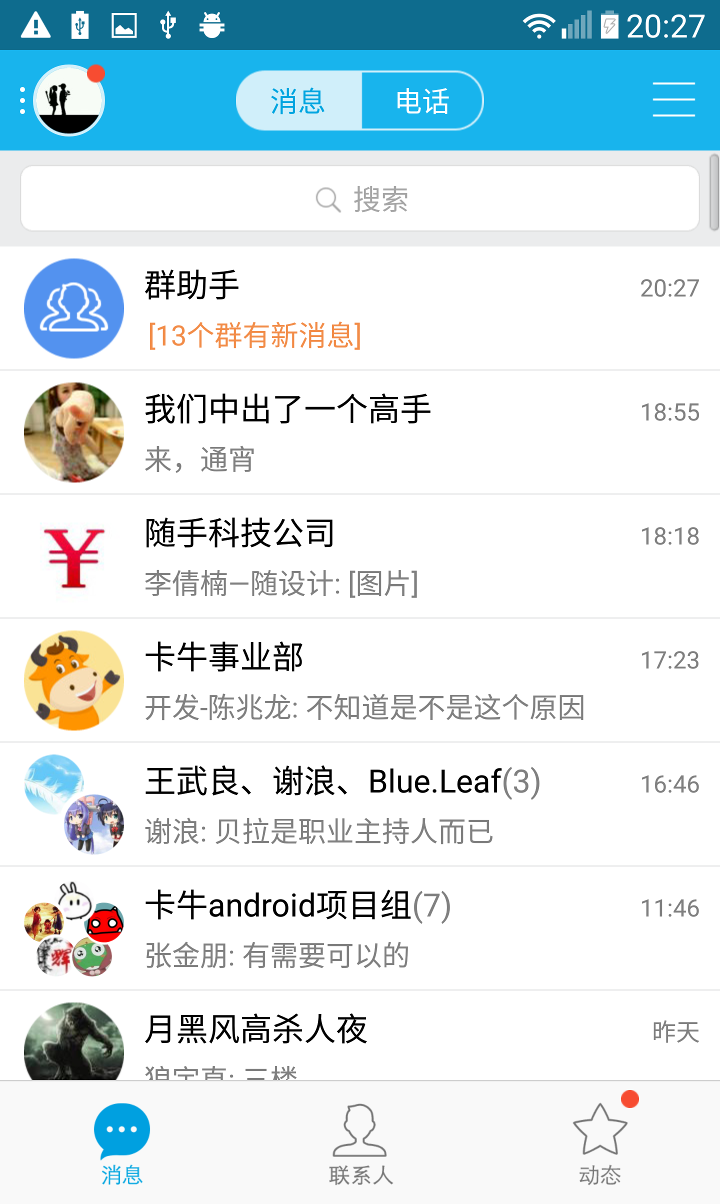 20:27
消息
电话
搜索
群助手
20:27
[13个群有新消息]
我们中出了一个高手
18:55
来，通宵
随手科技公司
18:18
李倩楠—随设计: [图片]
卡牛事业部
17:23
开发-陈兆龙: 不知道是不是这个原因
王武良、谢浪、Blue.Leaf(3)
16:46
谢浪: 贝拉是职业主持人而已
卡牛android项目组(7)
11:46
张金朋: 有需要可以的
月黑风高杀人夜
昨天
消息
联系人
动态